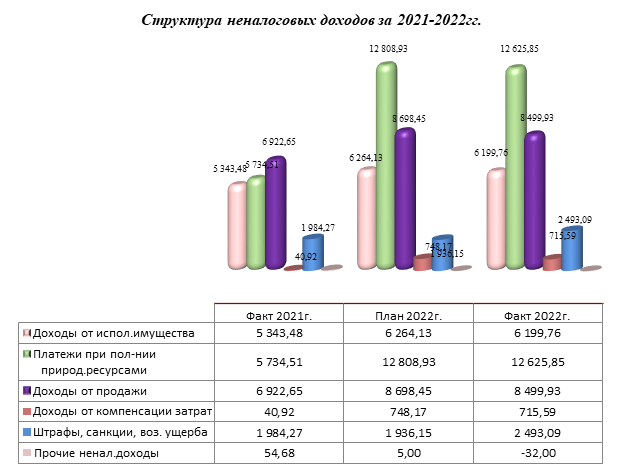 Структура неналоговых доходов за 2021-2022гг.
12 808,93
12 625,85
8 698,45
8 499,93
6 922,65
5 343,48
5 734,51
6 264,13
6 199,76
1 984,27
40,92
748,17
1 936,15
2 493,09
715,59
Факт 2021г. План 2022г. Факт 2022г.
Доходы от испол.имущества 5 343,48 6 264,13 6 199,76
Платежи при пол-нии
природ.ресурсами 5 734,51 12 808,93 12 625,85
Доходы от продажи 6 922,65 8 698,45 8 499,93
Доходы от компенсации затрат 40,92 748,17 715,59
Штрафы, санкции, воз. ущерба 1 984,27 1 936,15 2 493,09
Прочие ненал.доходы 54,68 5,00 -32,00